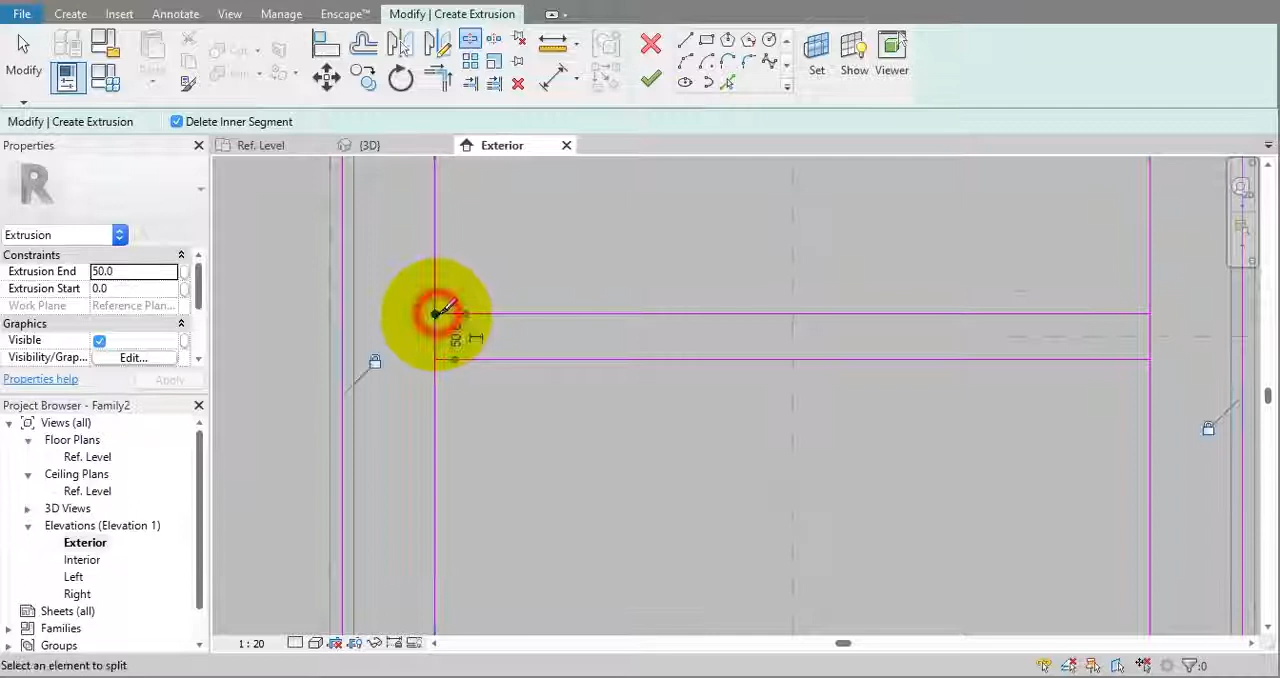 File Create Insert Annotate View Manage Enscape™ Modify | Create Extrusion
Modify Set Show Viewer
Modify | Create Extrusion Delete Inner Segment
Properties Ref. Level {3D} Exterior
Extrusion
Constraints
Extrusion End 50.0
Extrusion Start 0.0
Work Plane Reference Plan...
Graphics
Visible
Visibility/Grap... Edit...
Properties help Apply
Project Browser - Family2
Views (all)
Floor Plans
Ref. Level
Ceiling Plans
Ref. Level
3D Views
Elevations (Elevation 1)
Exterior
Interior
Left
Right
Sheets (all)
Families
Groups
1 : 20
Select an element to split :0